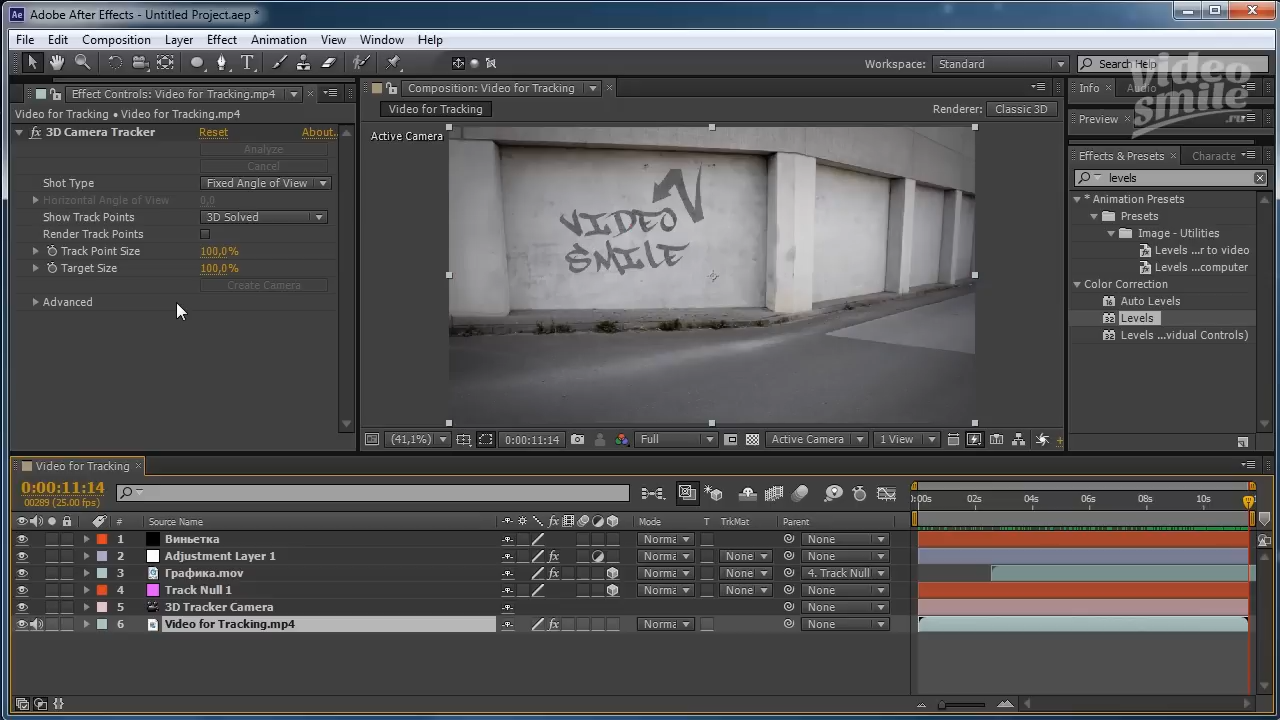 Adobe After Effects - Untitled Project.aep *
File Edit Composition Layer Effect Animation View Window Help
Workspace: Standard Search Help
video smile .ru
Effect Controls: Video for Tracking.mp4
Video for Tracking • Video for Tracking.mp4
fx 3D Camera Tracker Reset About...
Analyze
Cancel
Shot Type Fixed Angle of View
Horizontal Angle of View 0,0
Show Track Points 3D Solved
Render Track Points
Track Point Size 100,0%
Target Size 100,0%
Create Camera
Advanced
Composition: Video for Tracking
Video for Tracking
Renderer: Classic 3D
Active Camera
VIDEO
SMILE
(41,1%) 0:00:11:14 Full Active Camera 1 View
Info Audio
Preview
Effects & Presets Characte
levels
* Animation Presets
Presets
Image - Utilities
Levels ...r to video
Levels ...computer
Color Correction
Auto Levels
Levels
Levels ...vidual Controls)
Video for Tracking
0:00:11:14
00289 (25.00 fps)
# Source Name Mode T TrkMat Parent
:00s 02s 04s 06s 08s 10s
1 Виньетка Norma None
2 Adjustment Layer 1 Norma None None
3 Графика.mov Norma None 4. Track Null
4 Track Null 1 Norma None None
5 3D Tracker Camera None
6 Video for Tracking.mp4 Norma None